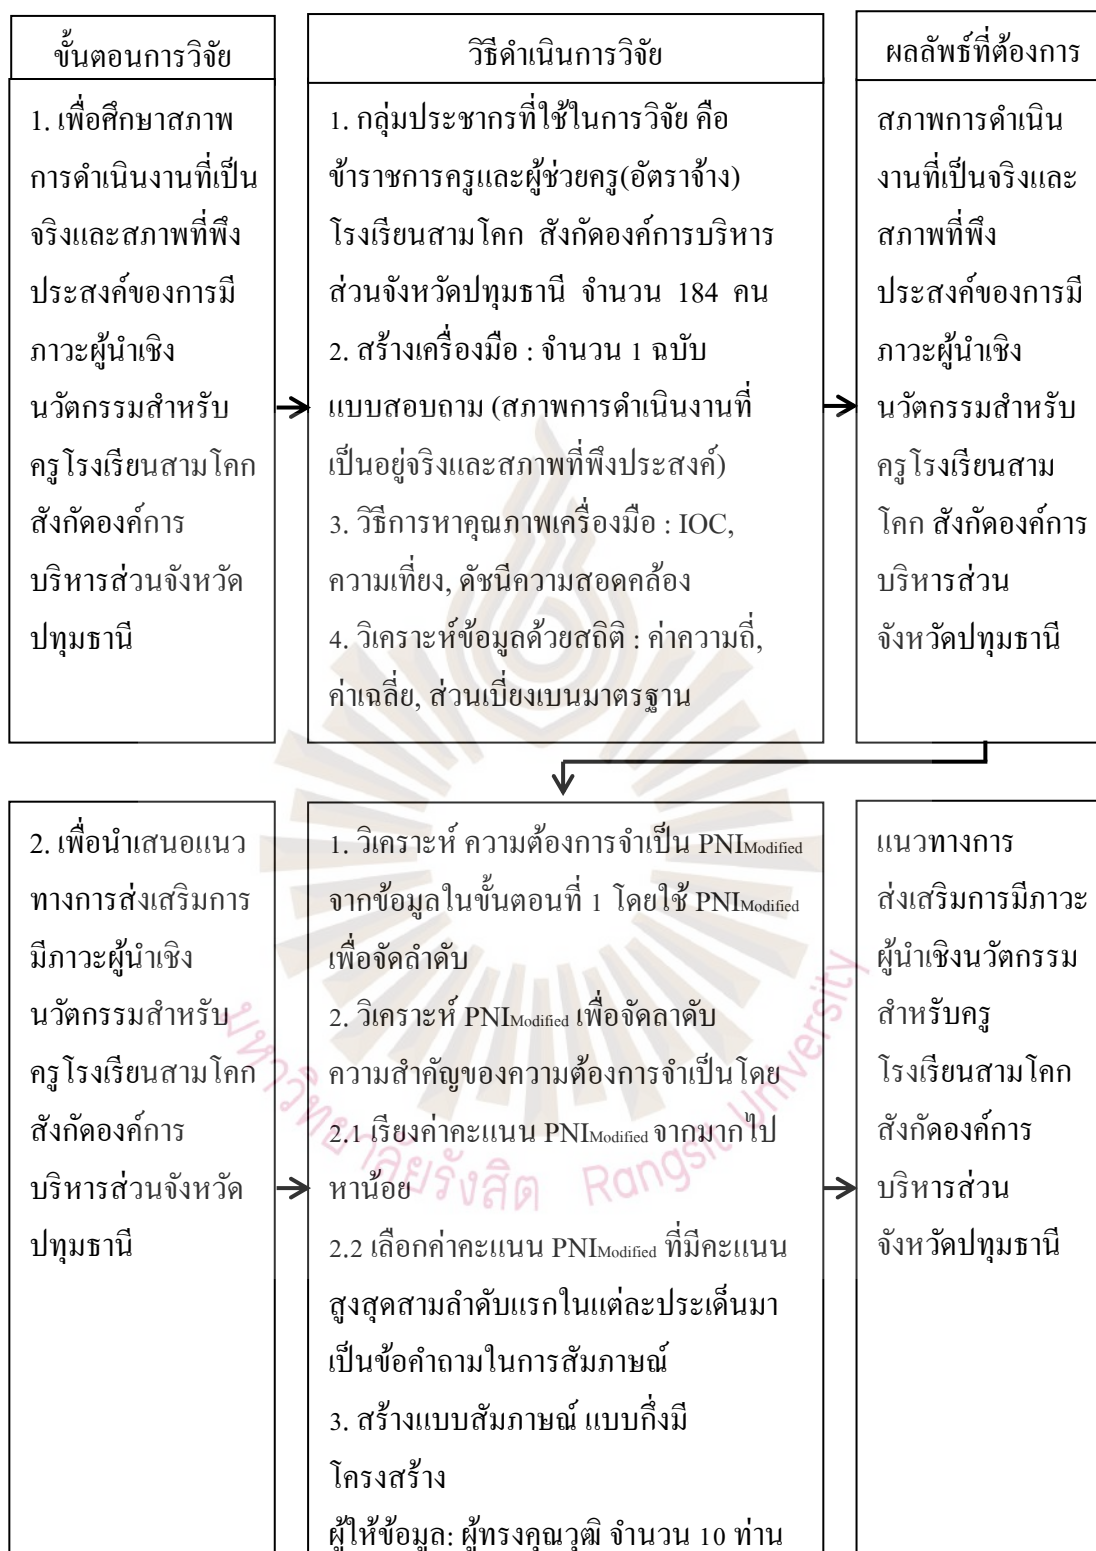 ขั้นตอนการวิจัย
วิธีดำเนินการวิจัย
ผลลัพธ์ที่ต้องการ
1. เพื่อศึกษาสภาพ
การดำเนินงานที่เป็น
จริงและสภาพที่พึง
ประสงค์ของการมี
ภาวะผู้นำเชิง
นวัตกรรมสำหรับ
ครูโรงเรียนสามโคก
สังกัดองค์การ
บริหารส่วนจังหวัด
ปทุมธานี
1. กลุ่มประชากรที่ใช้ในการวิจัย คือ
ข้าราชการครูและผู้ช่วยครู(อัตราจ้าง)
โรงเรียนสามโคก สังกัดองค์การบริหาร
ส่วนจังหวัดปทุมธานี จำนวน 184 คน
2. สร้างเครื่องมือ : จำนวน 1 ฉบับ
แบบสอบถาม (สภาพการดำเนินงานที่
เป็นอยู่จริงและสภาพที่พึงประสงค์)
3. วิธีการหาคุณภาพเครื่องมือ : IOC,
ความเที่ยง, ดัชนีความสอดคล้อง
4. วิเคราะห์ข้อมูลด้วยสถิติ : ค่าความถี่,
ค่าเฉลี่ย, ส่วนเบี่ยงเบนมาตรฐาน
สภาพการดำเนิน
งานที่เป็นจริงและ
สภาพที่พึง
ประสงค์ของการมี
ภาวะผู้นำเชิง
นวัตกรรมสำหรับ
ครูโรงเรียนสาม
โคก สังกัดองค์การ
บริหารส่วน
จังหวัดปทุมธานี
2. เพื่อนำเสนอแนว
ทางการส่งเสริมการ
มีภาวะผู้นำเชิง
นวัตกรรมสำหรับ
ครูโรงเรียนสามโคก
สังกัดองค์การ
บริหารส่วนจังหวัด
ปทุมธานี
1. วิเคราะห์ ความต้องการจำเป็น PNIModified
จากข้อมูลในขั้นตอนที่ 1 โดยใช้ PNIModified
เพื่อจัดลำดับ
2. วิเคราะห์ PNIModified เพื่อจัดลาดับ
ความสำคัญของความต้องการจำเป็นโดย
2.1 เรียงค่าคะแนน PNIModified จากมากไป
หาน้อย
2.2 เลือกค่าคะแนน PNIModified ที่มีคะแนน
สูงสุดสามลำดับแรกในแต่ละประเด็นมา
เป็นข้อคำถามในการสัมภาษณ์
3. สร้างแบบสัมภาษณ์ แบบกึ่งมี
โครงสร้าง
ผู้ให้ข้อมูล: ผู้ทรงคุณวุฒิ จำนวน 10 ท่าน
แนวทางการ
ส่งเสริมการมีภาวะ
ผู้นำเชิงนวัตกรรม
สำหรับครู
โรงเรียนสามโคก
สังกัดองค์การ
บริหารส่วน
จังหวัดปทุมธานี
มหาวิทยาลัยรังสิต Rangsit University